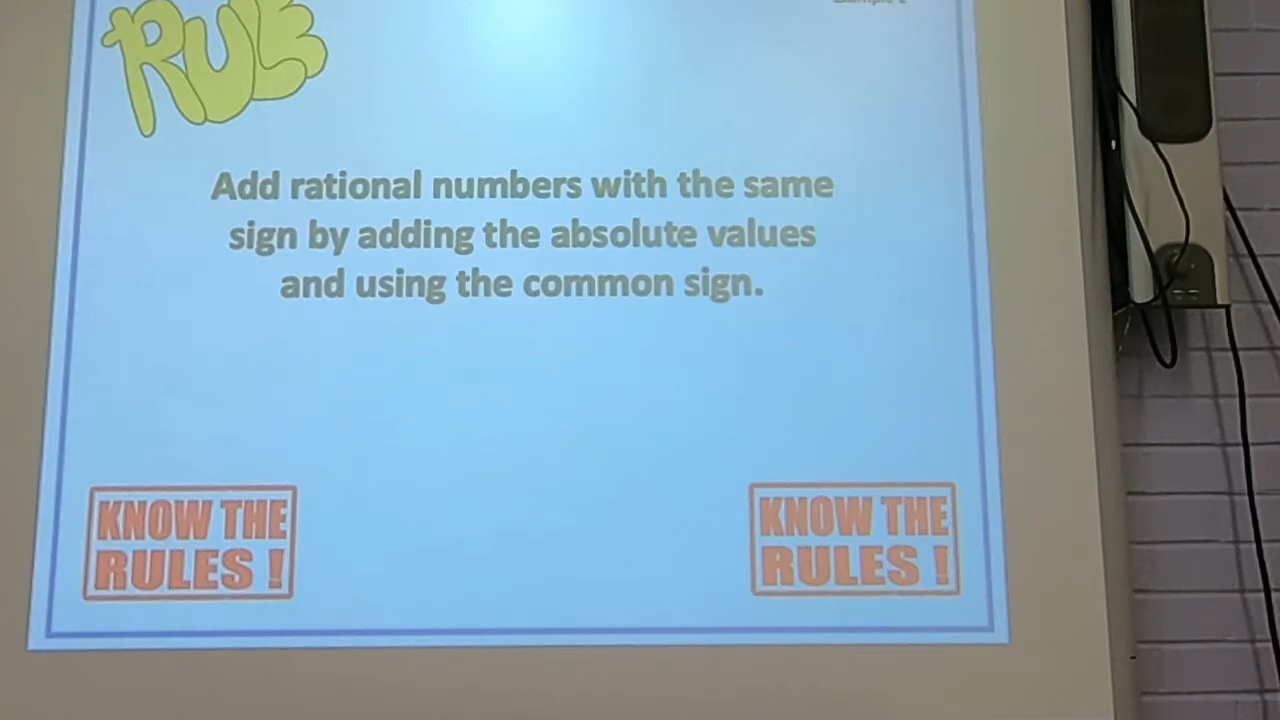 RULE
Add rational numbers with the same
sign by adding the absolute values
and using the common sign.
KNOW THE
RULES !
KNOW THE
RULES !